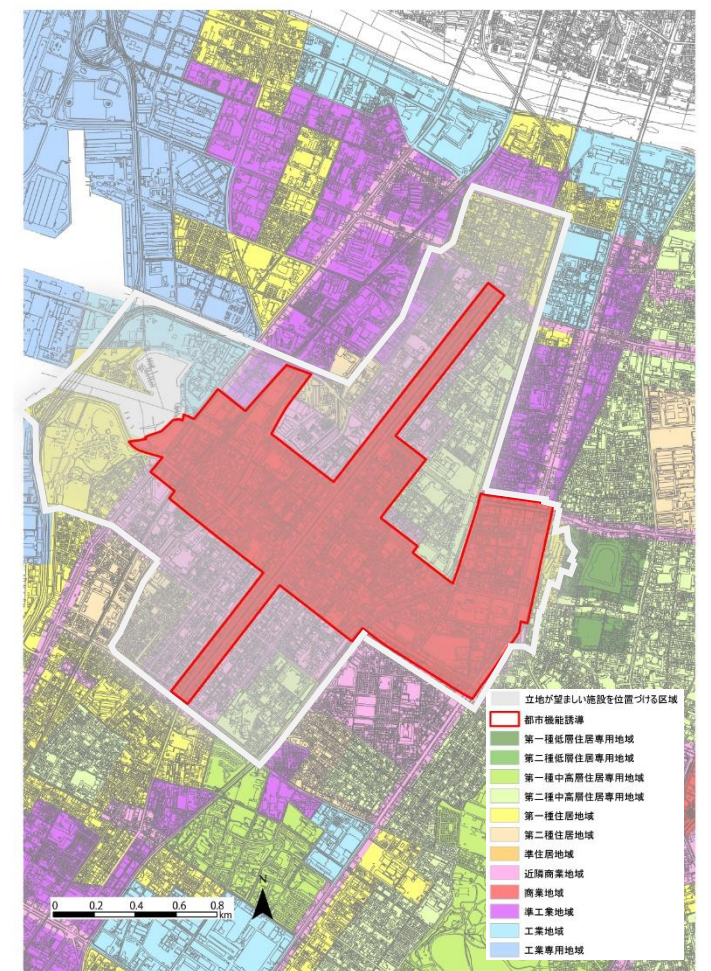 立地が望ましい施設を位置づける区域
都市機能誘導
第一種低層住居専用地域
第二種低層住居専用地域
第一種中高層住居専用地域
第二種中高層住居専用地域
第一種住居地域
第二種住居地域
準住居地域
近隣商業地域
商業地域
準工業地域
工業地域
工業専用地域
0 0.2 0.4 0.6 0.8
km
N